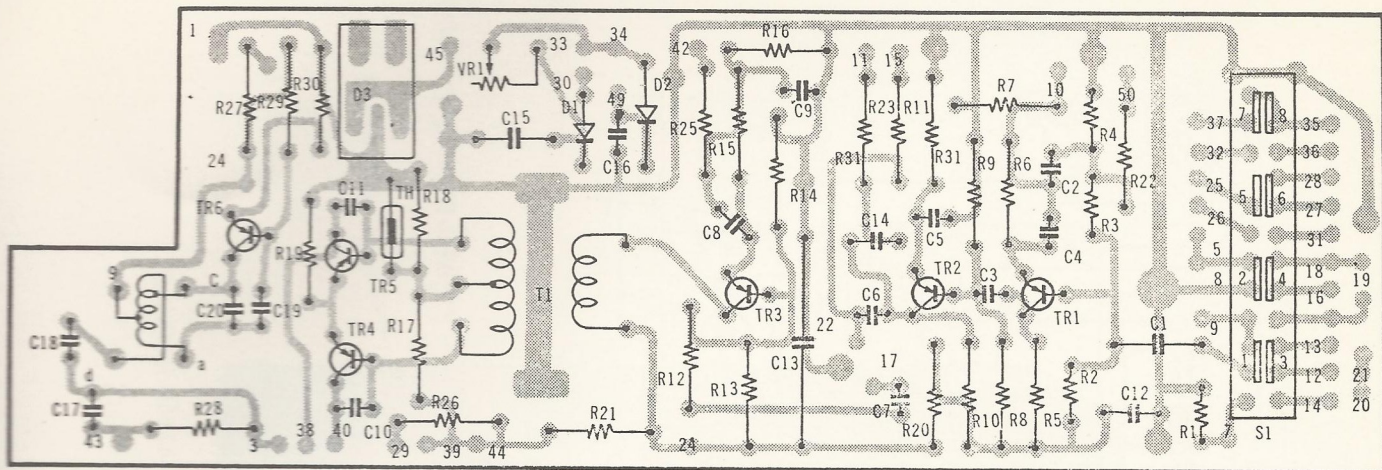 1
45
33
34
42
R16
11
15
R7
10
50
VR1
30
D2
R27
R29
R30
D3
D1
49
C9
R23
R11
37
7
8
35
C15
R25
R4
32
36
24
C16
R15
R31
R31
R9
R6
C2
R22
25
5
6
28
TR6
C11
TH
R18
R14
R3
26
27
C8
C14
C5
C4
31
R19
5
9
C
TR5
TR2
C3
8
2
4
18
19
T1
C6
16
C20
C19
TR3
TR1
C18
TR4
R17
22
C1
9
C13
13
a
17
1
3
12
21
d
R12
R13
R2
C17
R28
R26
C7
C12
14
20
43
3
38
40
C10
29
39
44
R21
24
R20
R10
R8
R5
R1
7
S1